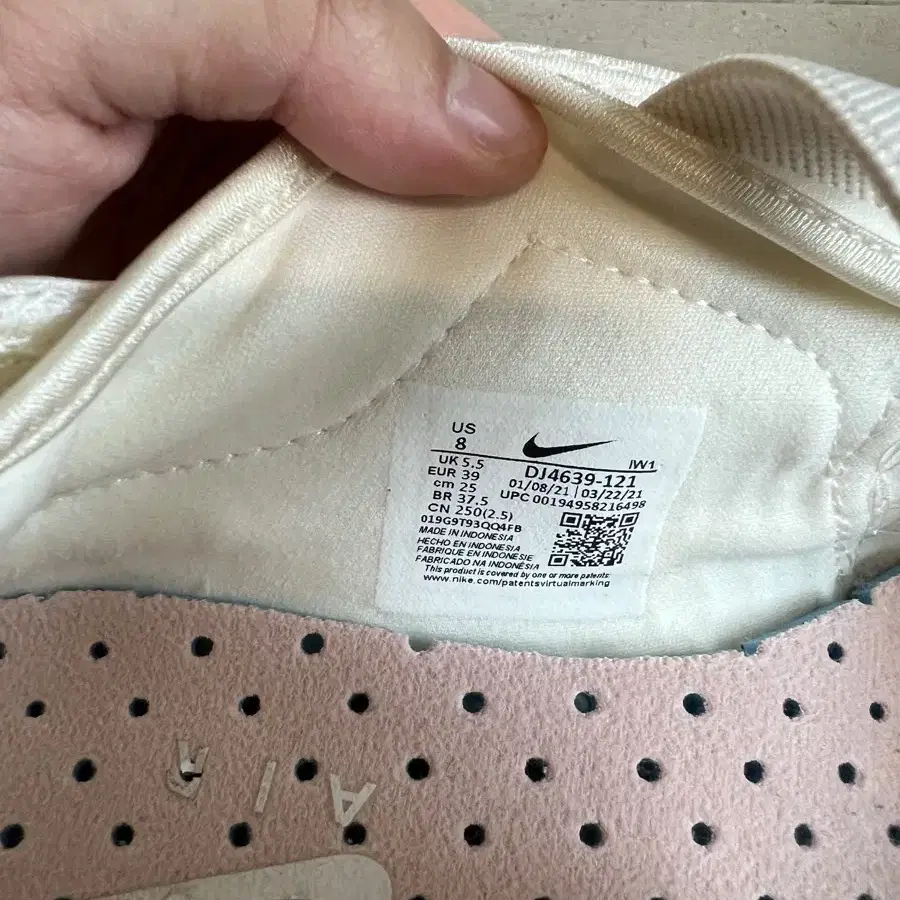 US
8
UK 5.5
EUR 39
cm 25
BR 37.5
CN 250(2.5)
IW1
DJ4639-121
01/08/21 | 03/22/21
UPC 00194958216498
019G9T93QQ4FB
MADE IN INDONESIA
HECHO EN INDONESIA
FABRIQUE EN INDONESIE
FABRICADO NA INDONÉSIA
This product is covered by one or more patents:
www.nike.com/patentsvirtualmarking
AIR